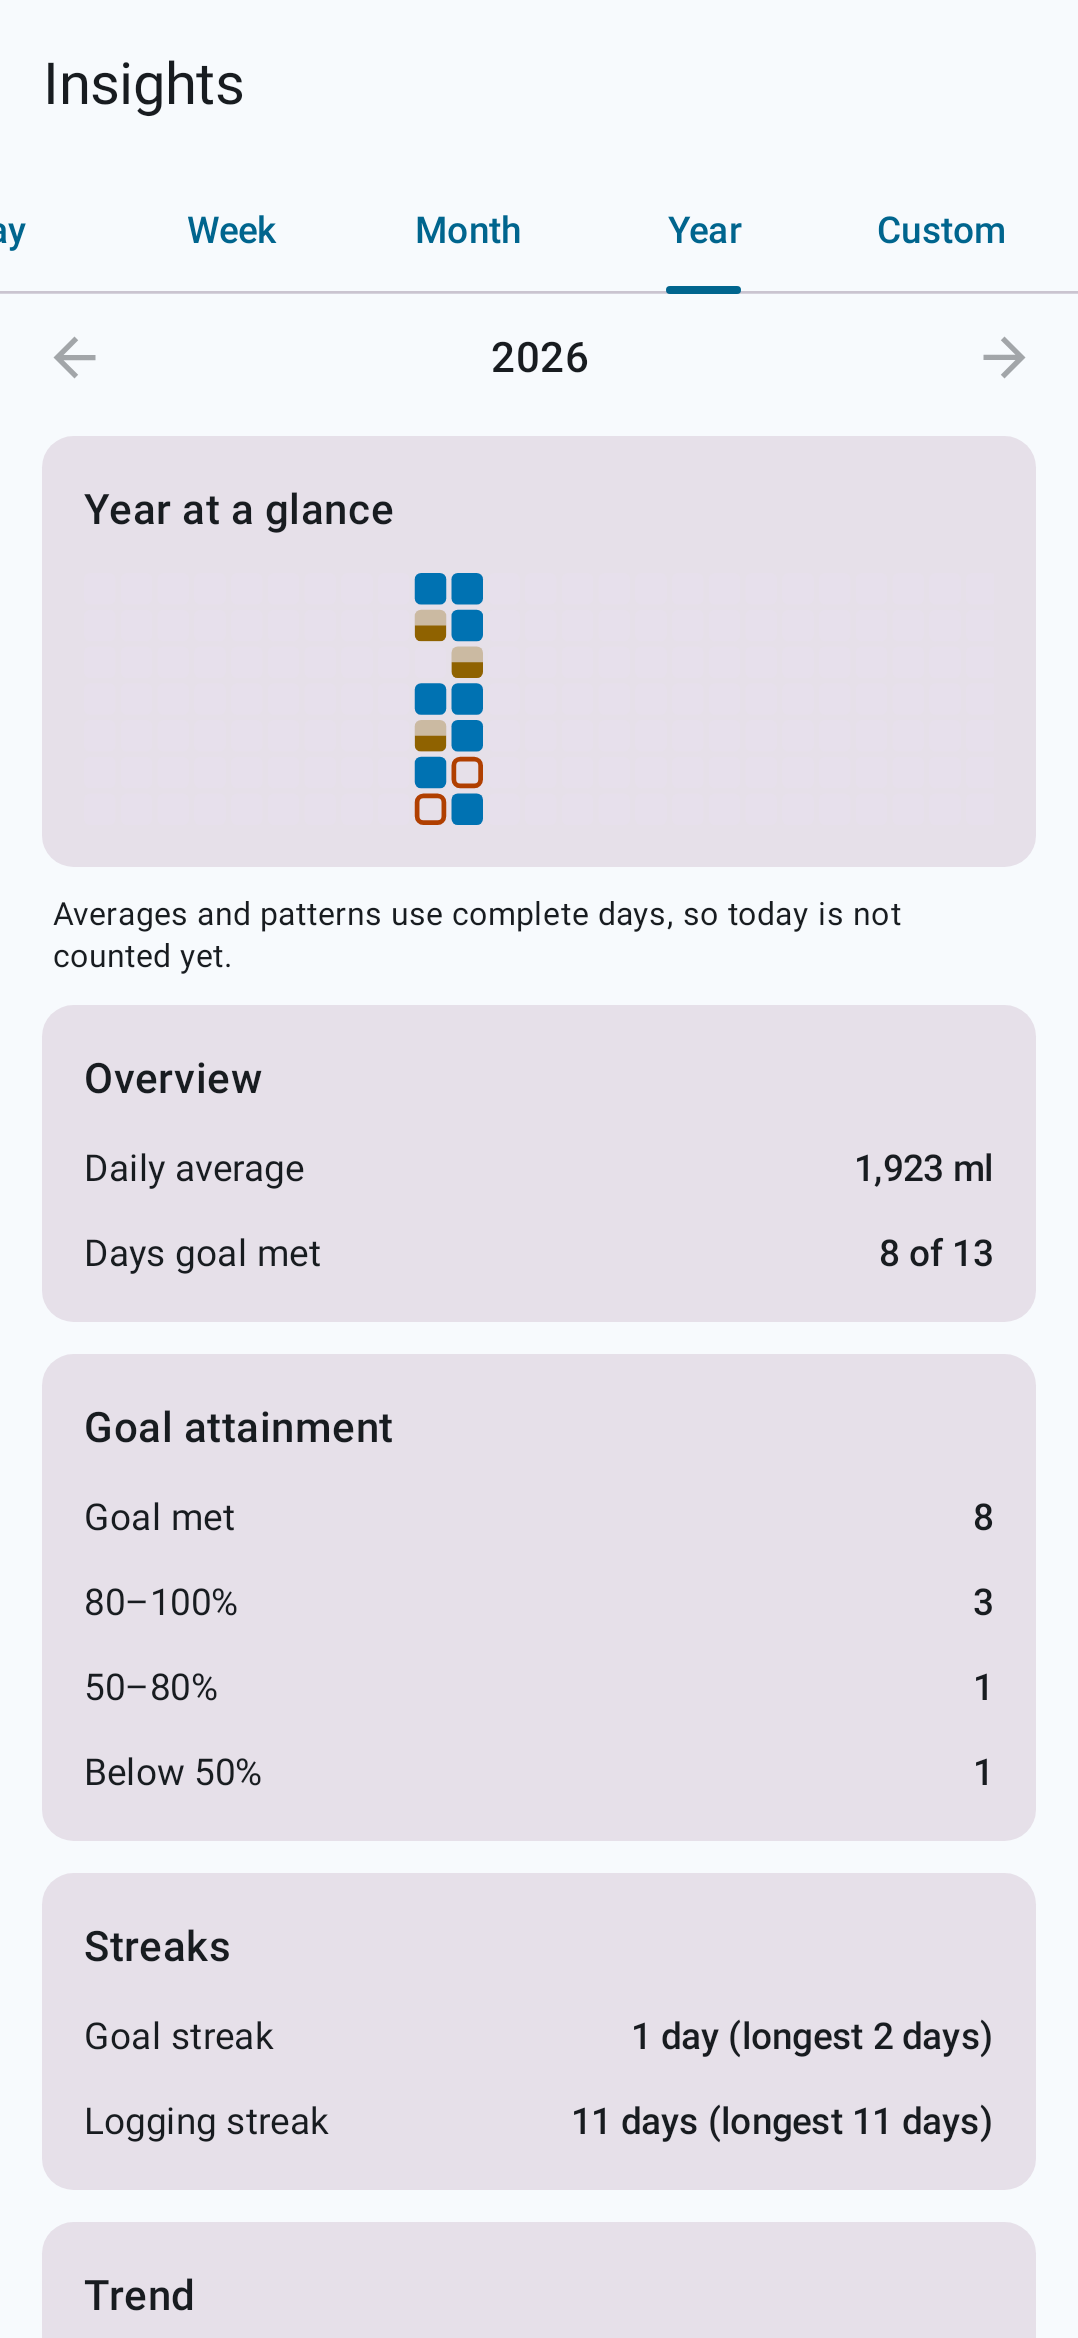 Insights
ay
Week
Month
Year
Custom
2026
Year at a glance
Averages and patterns use complete days, so today is not
counted yet.
Overview
Daily average 1,923 ml
Days goal met 8 of 13
Goal attainment
Goal met 8
80–100% 3
50–80% 1
Below 50% 1
Streaks
Goal streak 1 day (longest 2 days)
Logging streak 11 days (longest 11 days)
Trend